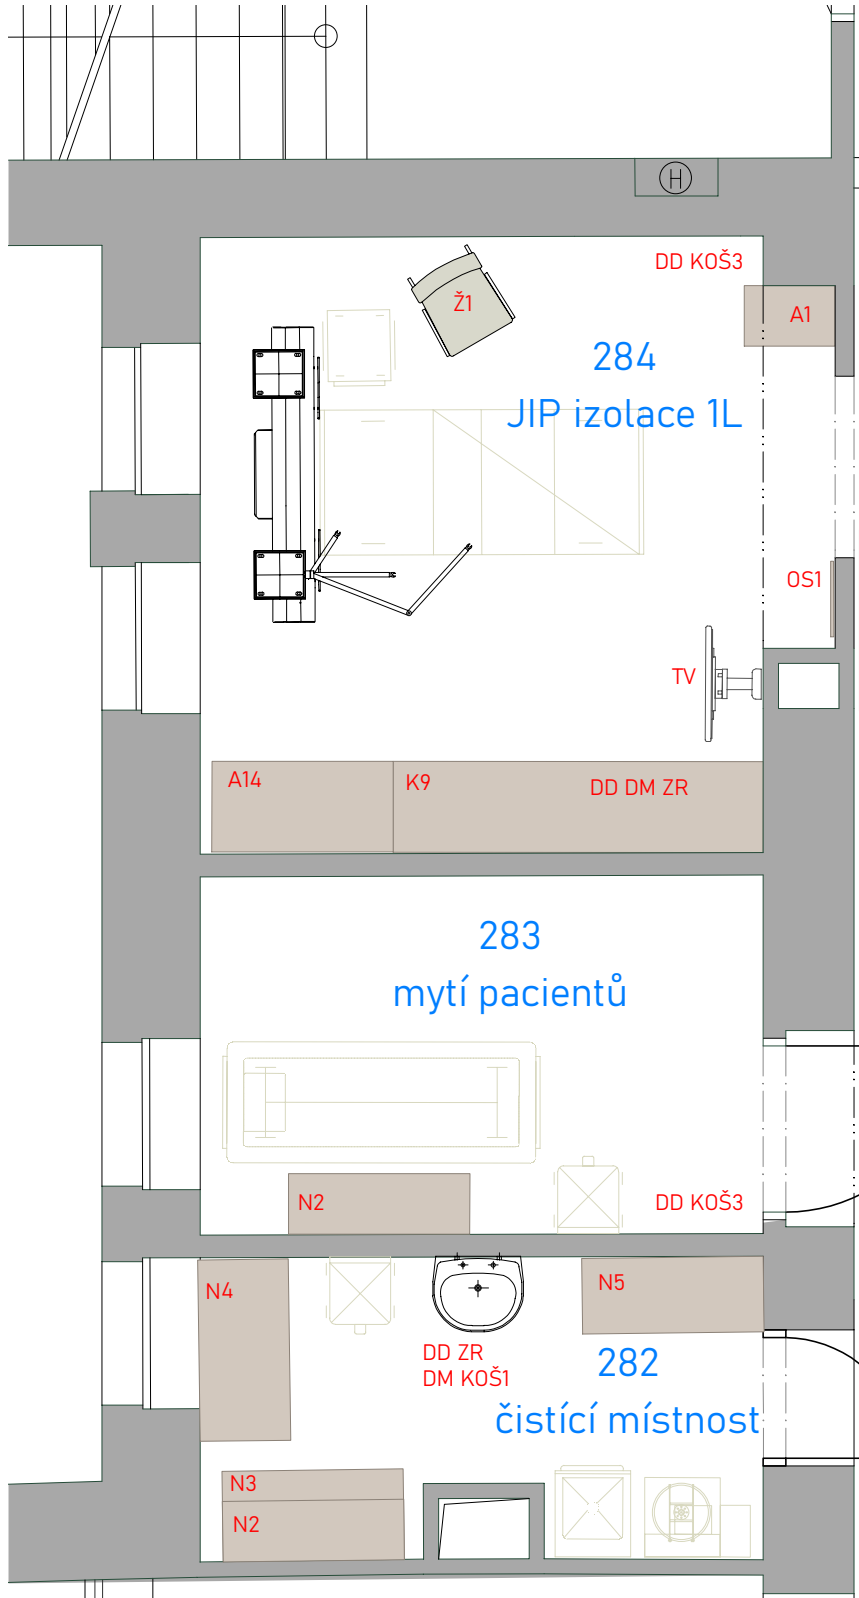 H
DD KOŠ3
Ž1
A1
284
JIP izolace 1L
OS1
TV
A14
K9
DD DM ZR
283
mytí pacientů
N2
DD KOŠ3
N4
N5
DD ZR
DM KOŠ1
282
čistící místnost
N3
N2